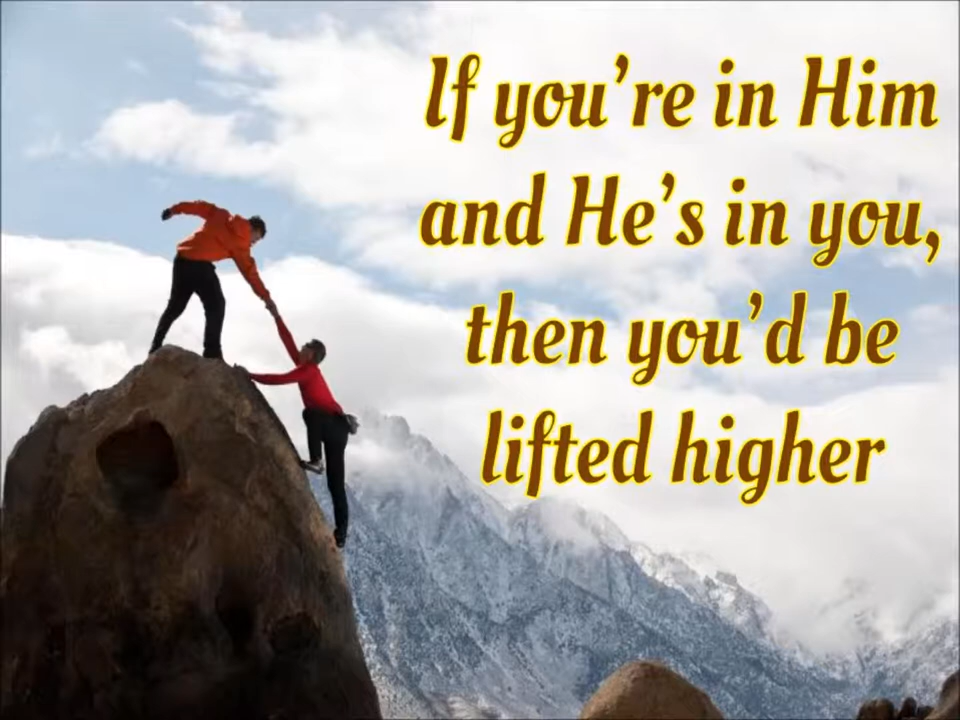 If you’re in Him
and He’s in you,
then you’d be
lifted higher